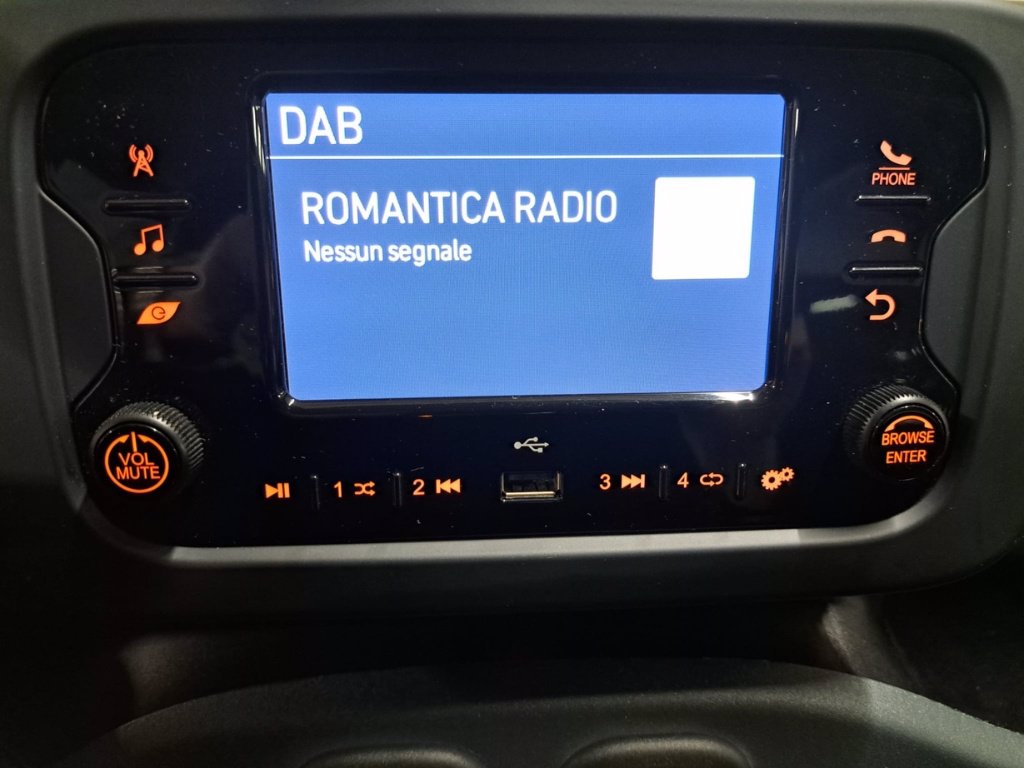 DAB
ROMANTICA RADIO
Nessun segnale
PHONE
VOL
MUTE
BROWSE
ENTER
1
2
3
4